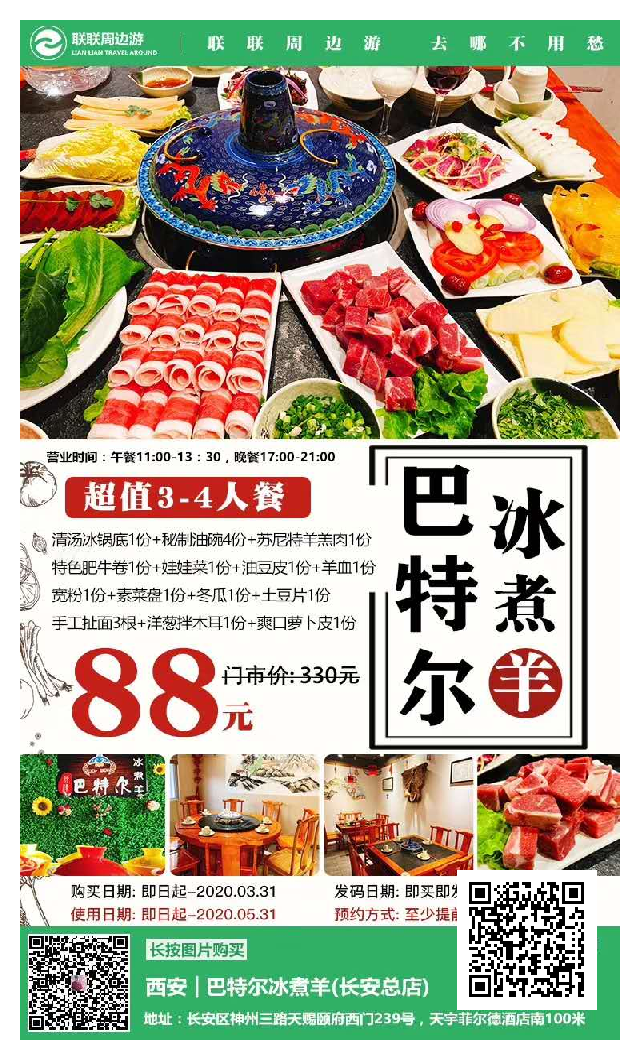 联联周边游
LIAN LIAN TRAVEL AROUND
联联周边游 去哪不用愁
营业时间：午餐11:00-13：30，晚餐17:00-21:00
超值3-4人餐
清汤冰锅底1份+秘制油碗4份+苏尼特羊羔肉1份
特色肥牛卷1份+娃娃菜1份+油豆皮1份+羊血1份
宽粉1份+素菜盘1份+冬瓜1份+土豆片1份
手工扯面3根+洋葱拌木耳1份+爽口萝卜皮1份
88元
门市价: 330元
巴特尔
冰煮羊
巴特尔
冰煮羊
购买日期: 即日起-2020.03.31
发码日期: 即买即发
使用日期: 即日起-2020.05.31
预约方式: 至少提前
长按图片购买
西安｜巴特尔冰煮羊(长安总店)
地址：长安区神州三路天赐颐府西门239号，天宇菲尔德酒店南100米